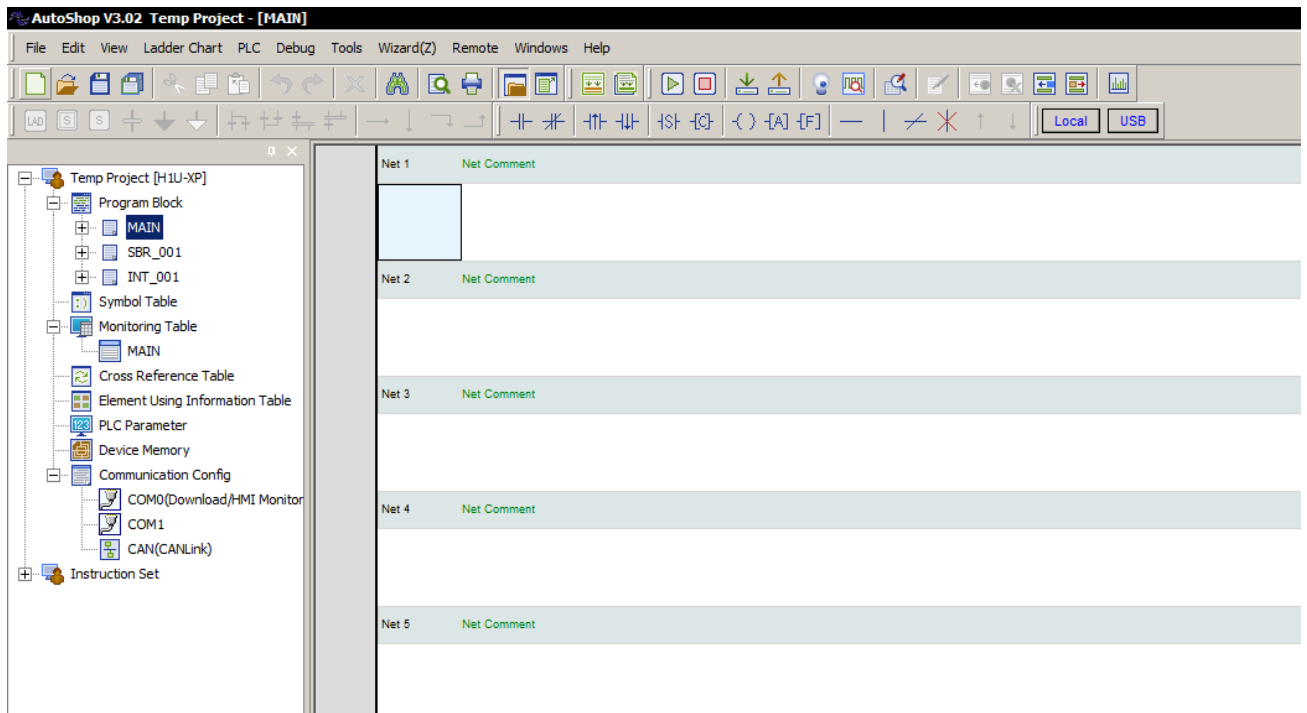 AutoShop V3.02 Temp Project - [MAIN]
File Edit View Ladder Chart PLC Debug Tools Wizard(Z) Remote Windows Help
LAD S S S C ( ) A F Local USB
Temp Project [H1U-XP]
Program Block
MAIN
SBR_001
INT_001
Symbol Table
Monitoring Table
MAIN
Cross Reference Table
Element Using Information Table
123 PLC Parameter
Device Memory
Communication Config
COM0(Download/HMI Monitor
COM1
CAN(CANLink)
Instruction Set
Net 1 Net Comment
Net 2 Net Comment
Net 3 Net Comment
Net 4 Net Comment
Net 5 Net Comment